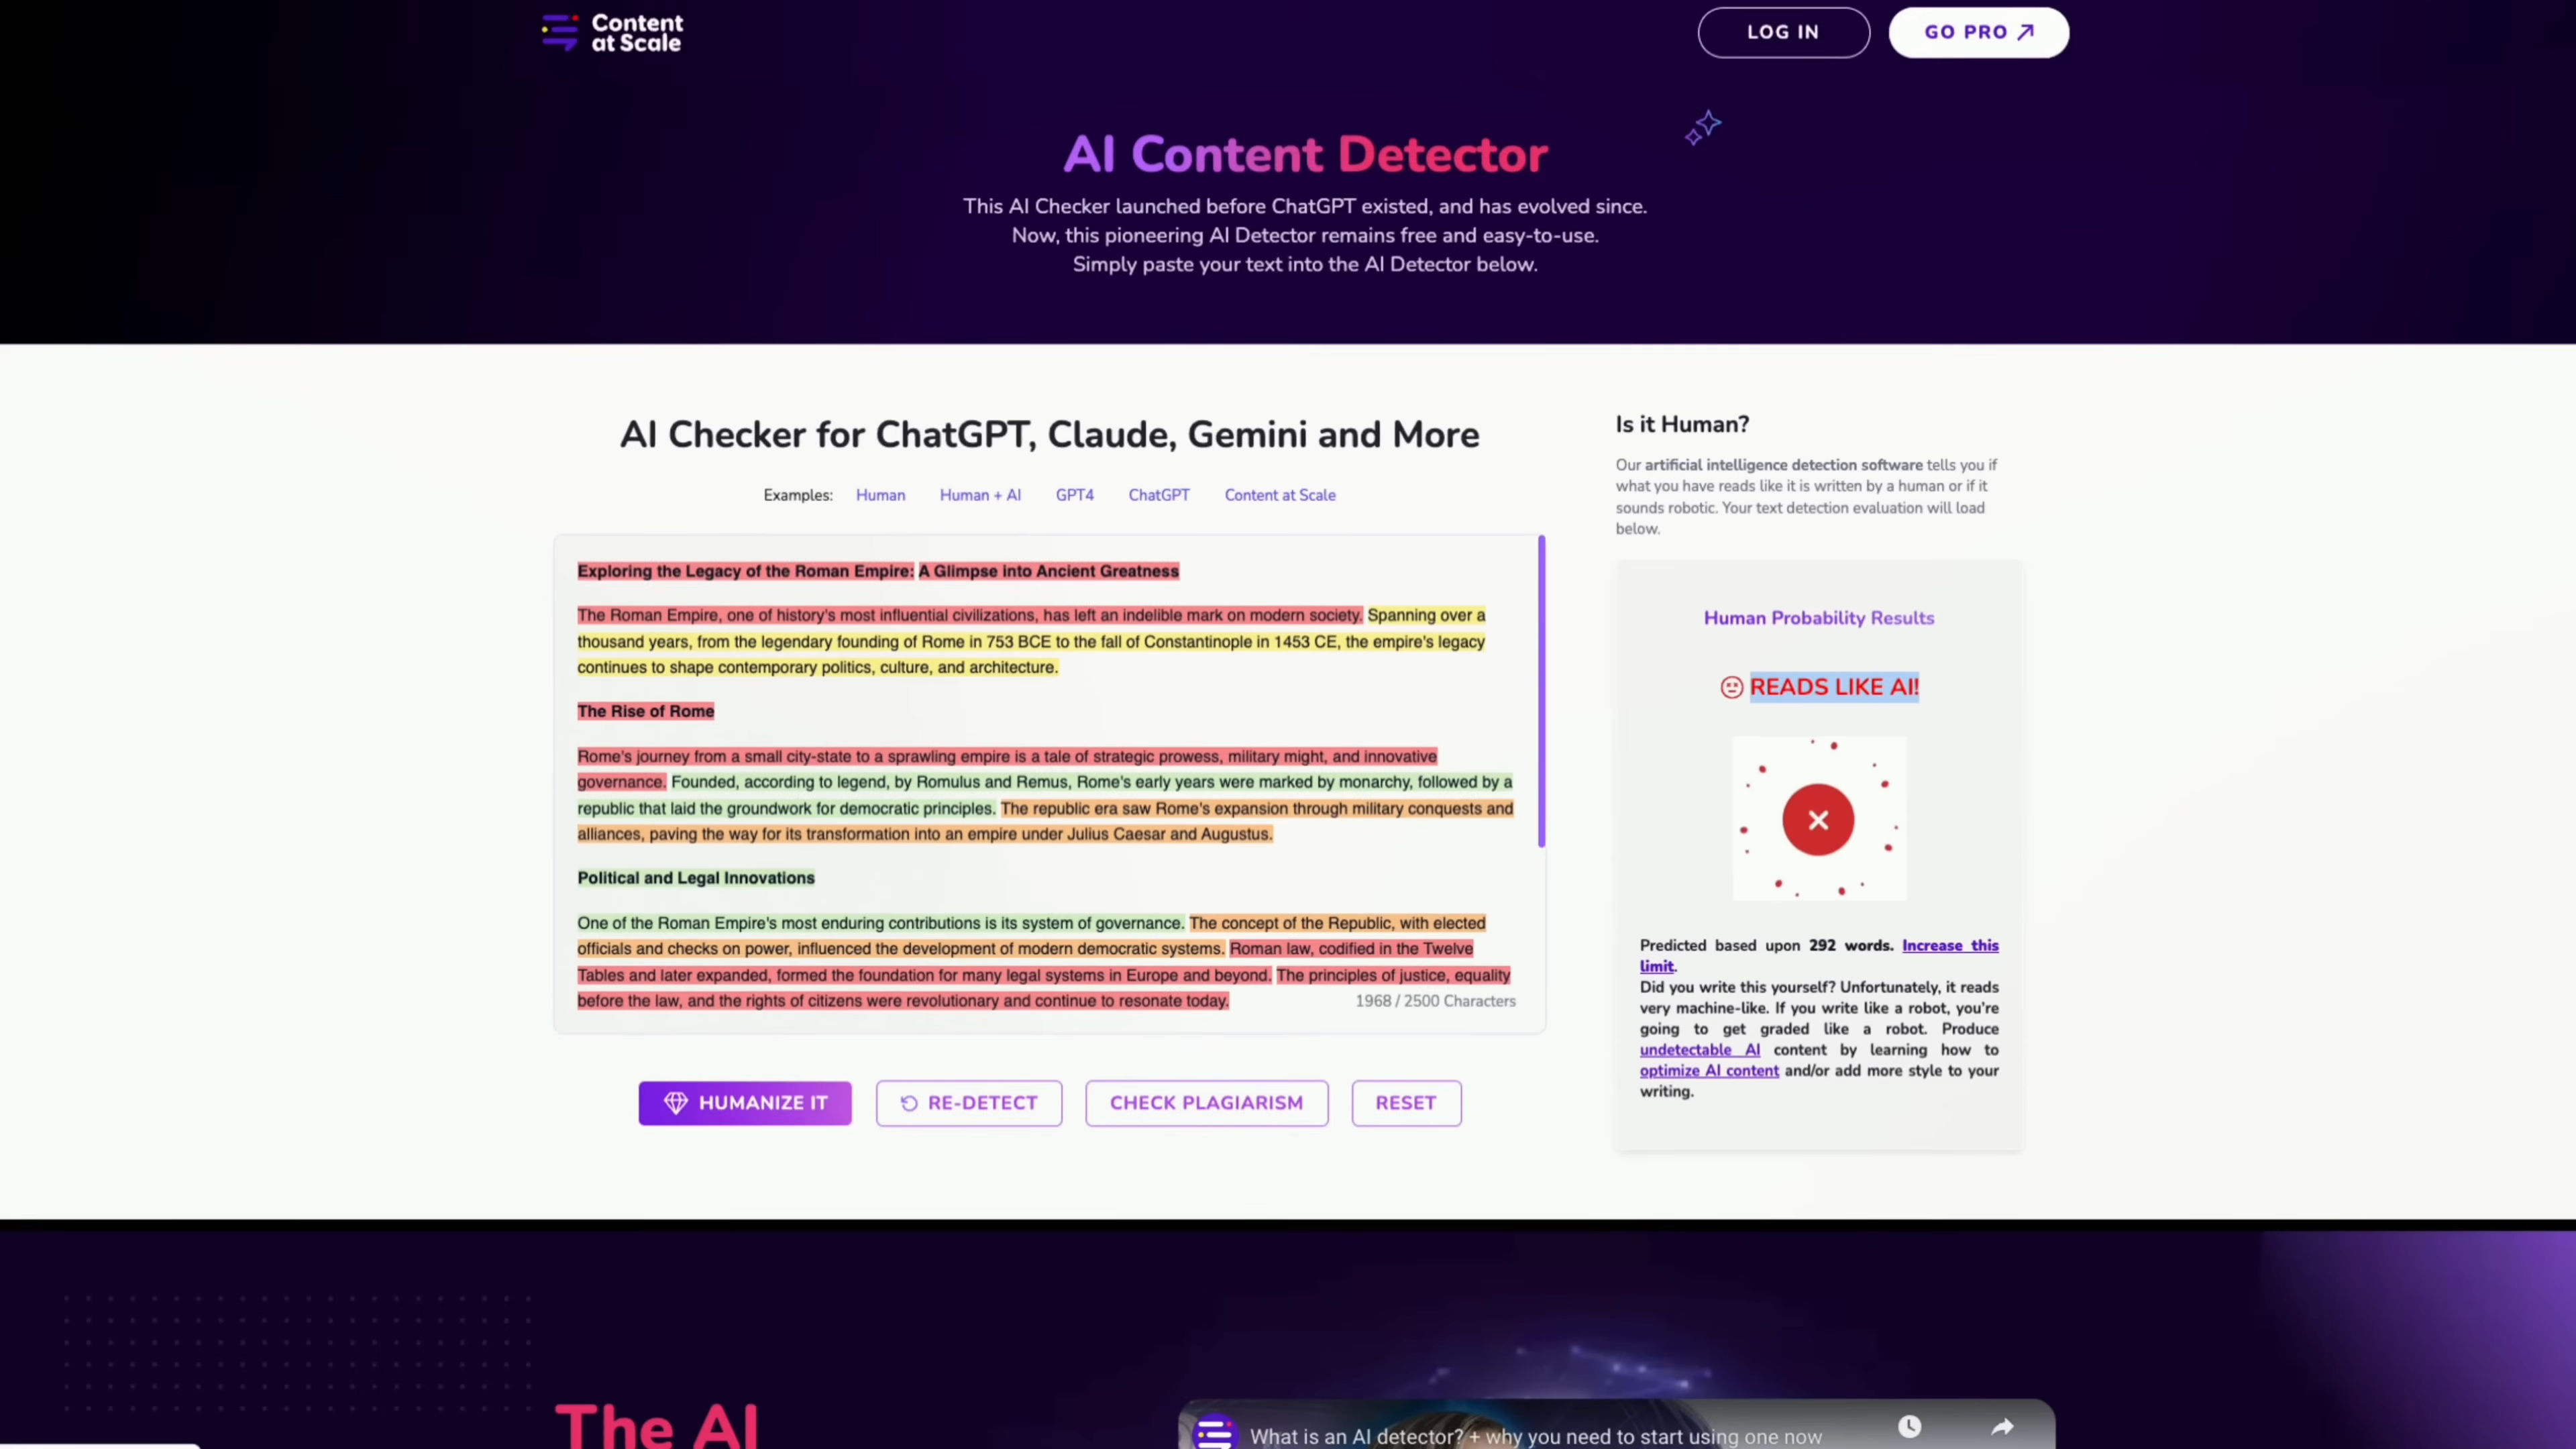 Content
at Scale
LOG IN
GO PRO
AI Content Detector
This AI Checker launched before ChatGPT existed, and has evolved since.
Now, this pioneering AI Detector remains free and easy-to-use.
Simply paste your text into the AI Detector below.
AI Checker for ChatGPT, Claude, Gemini and More
Examples: Human Human + AI GPT4 ChatGPT Content at Scale
Exploring the Legacy of the Roman Empire: A Glimpse into Ancient Greatness
The Roman Empire, one of history's most influential civilizations, has left an indelible mark on modern society. Spanning over a
thousand years, from the legendary founding of Rome in 753 BCE to the fall of Constantinople in 1453 CE, the empire's legacy
continues to shape contemporary politics, culture, and architecture.
The Rise of Rome
Rome's journey from a small city-state to a sprawling empire is a tale of strategic prowess, military might, and innovative
governance. Founded, according to legend, by Romulus and Remus, Rome's early years were marked by monarchy, followed by a
republic that laid the groundwork for democratic principles. The republic era saw Rome's expansion through military conquests and
alliances, paving the way for its transformation into an empire under Julius Caesar and Augustus.
Political and Legal Innovations
One of the Roman Empire's most enduring contributions is its system of governance. The concept of the Republic, with elected
officials and checks on power, influenced the development of modern democratic systems. Roman law, codified in the Twelve
Tables and later expanded, formed the foundation for many legal systems in Europe and beyond. The principles of justice, equality
before the law, and the rights of citizens were revolutionary and continue to resonate today.
1968 / 2500 Characters
HUMANIZE IT
RE-DETECT
CHECK PLAGIARISM
RESET
Is it Human?
Our artificial intelligence detection software tells you if
what you have reads like it is written by a human or if it
sounds robotic. Your text detection evaluation will load
below.
Human Probability Results
READS LIKE AI!
Predicted based upon 292 words. Increase this
limit.
Did you write this yourself? Unfortunately, it reads
very machine-like. If you write like a robot, you're
going to get graded like a robot. Produce
undetectable AI content by learning how to
optimize AI content and/or add more style to your
writing.
The AI
What is an AI detector? + why you need to start using one now